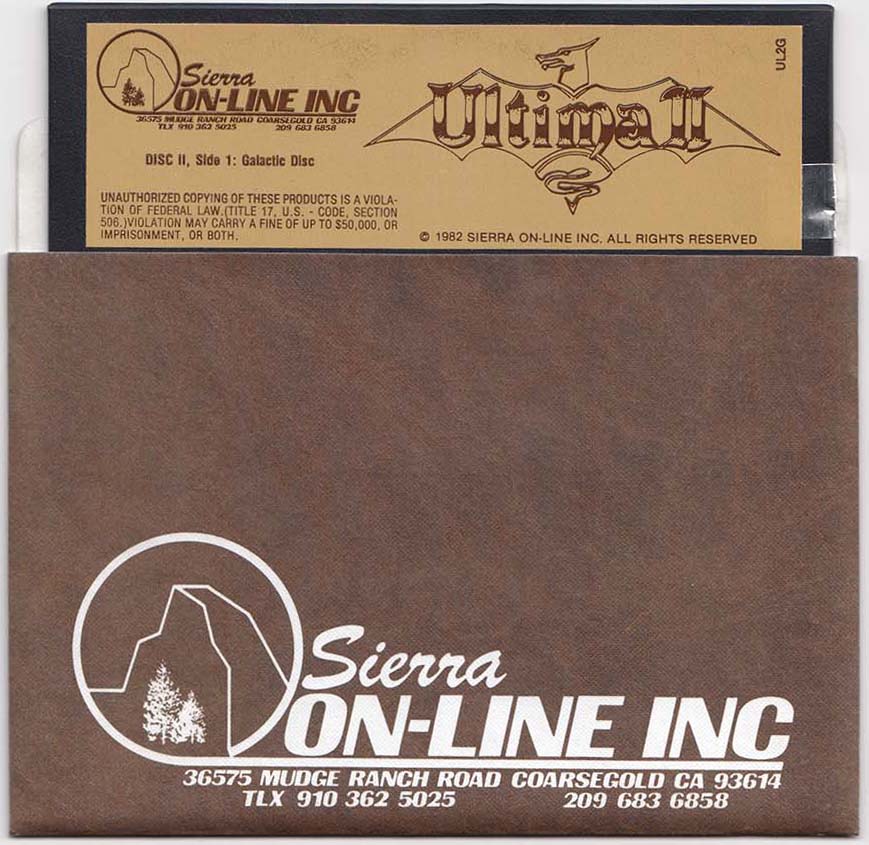 Sierra
ON-LINE INC
36575 MUDGE RANCH ROAD COARSEGOLD CA 93614
TLX 910 362 5025 209 683 6858
Ultima II
UL2G
DISC II, Side 1: Galactic Disc
UNAUTHORIZED COPYING OF THESE PRODUCTS IS A VIOLA-
TION OF FEDERAL LAW.(TITLE 17, U.S. - CODE, SECTION
506.)VIOLATION MAY CARRY A FINE OF UP TO $50,000, OR
IMPRISONMENT, OR BOTH.
© 1982 SIERRA ON-LINE INC. ALL RIGHTS RESERVED
Sierra
ON-LINE INC
36575 MUDGE RANCH ROAD COARSEGOLD CA 93614
TLX 910 362 5025 209 683 6858